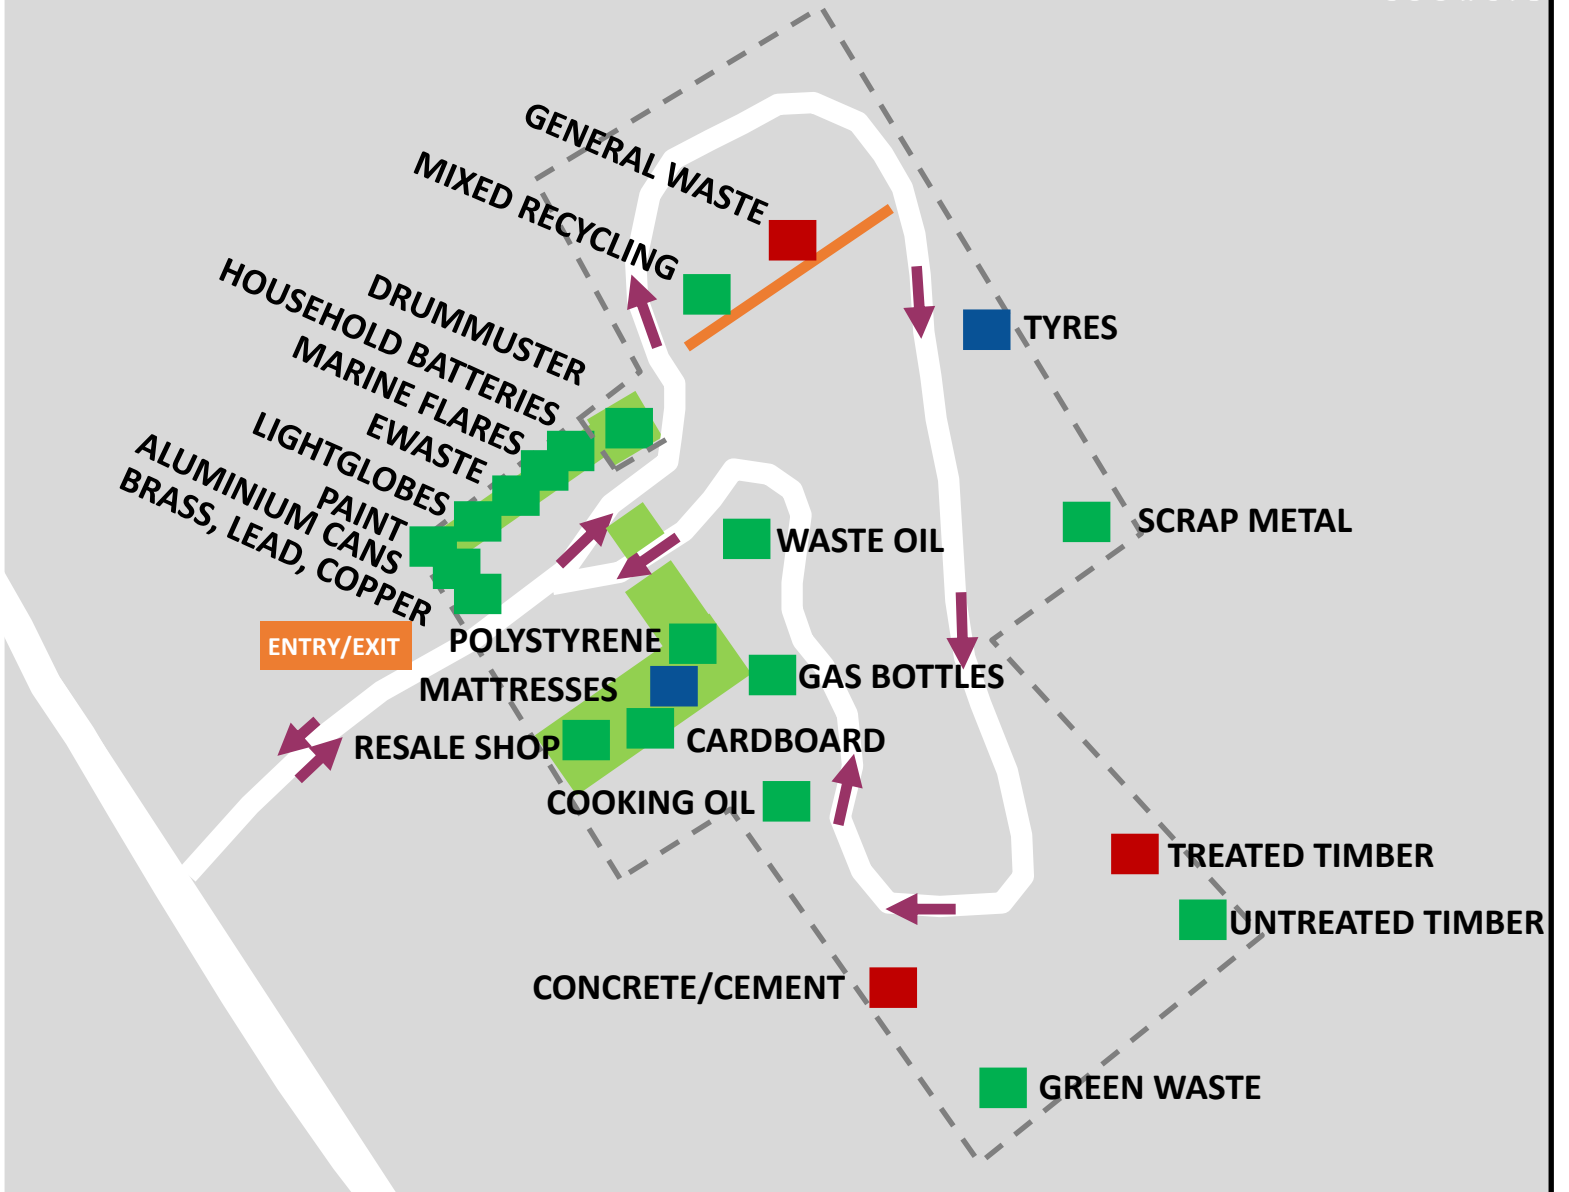 GENERAL WASTE
MIXED RECYCLING
DRUMMUSTER
HOUSEHOLD BATTERIES
MARINE FLARES
EWASTE
LIGHTGLOBES
PAINT
ALUMINIUM CANS
BRASS, LEAD, COPPER
TYRES
SCRAP METAL
WASTE OIL
ENTRY/EXIT
POLYSTYRENE
GAS BOTTLES
MATTRESSES
RESALE SHOP
CARDBOARD
COOKING OIL
TREATED TIMBER
UNTREATED TIMBER
CONCRETE/CEMENT
GREEN WASTE